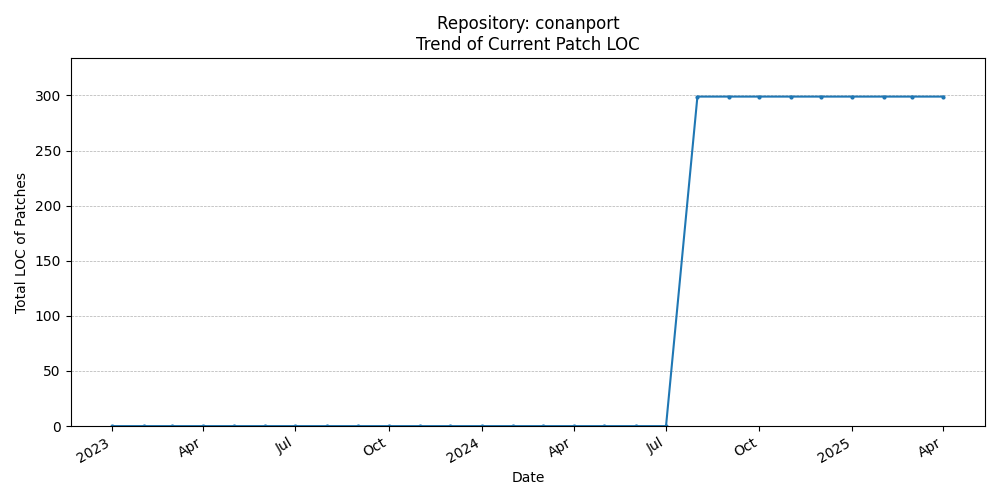 Repository: conanport
Trend of Current Patch LOC
Total LOC of Patches
300
250
200
150
100
50
0
2023
Apr
Jul
Oct
2024
Apr
Jul
Oct
2025
Apr
Date